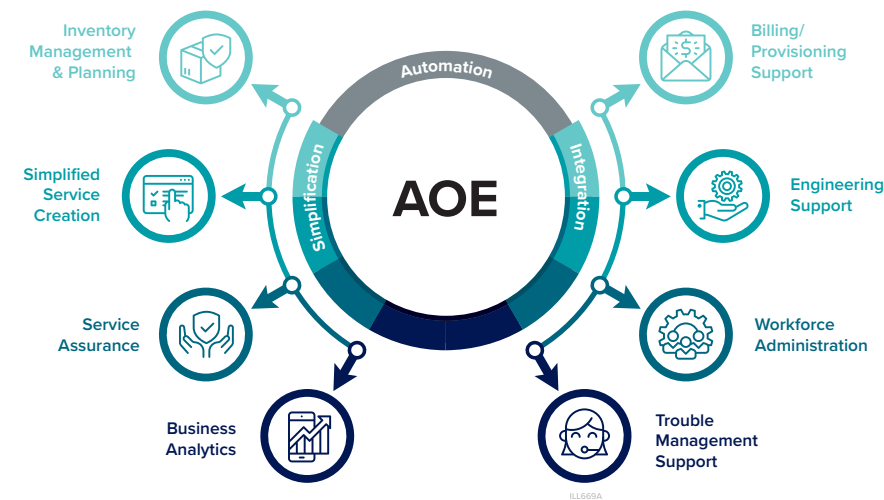 Inventory
Management
& Planning
Billing/
Provisioning
Support
Automation
Simplified
Service
Creation
Simplification
AOE
Integration
Engineering
Support
Service
Assurance
Workforce
Administration
Business
Analytics
Trouble
Management
Support
ILL669A